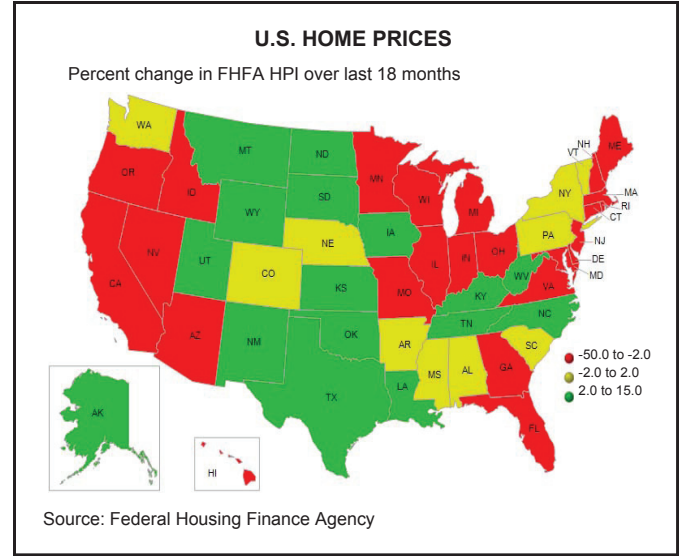 U.S. HOME PRICES
Percent change in FHFA HPI over last 18 months
WA
OR
CA
NV
ID
MT
WY
UT
AZ
CO
NM
ND
SD
NE
KS
OK
TX
MN
IA
MO
AR
LA
WI
IL
MI
IN
OH
KY
TN
MS
AL
GA
FL
SC
NC
VA
WV
PA
NY
VT
NH
ME
MA
RI
CT
NJ
DE
MD
AK
HI
-50.0 to -2.0
-2.0 to 2.0
2.0 to 15.0
Source: Federal Housing Finance Agency